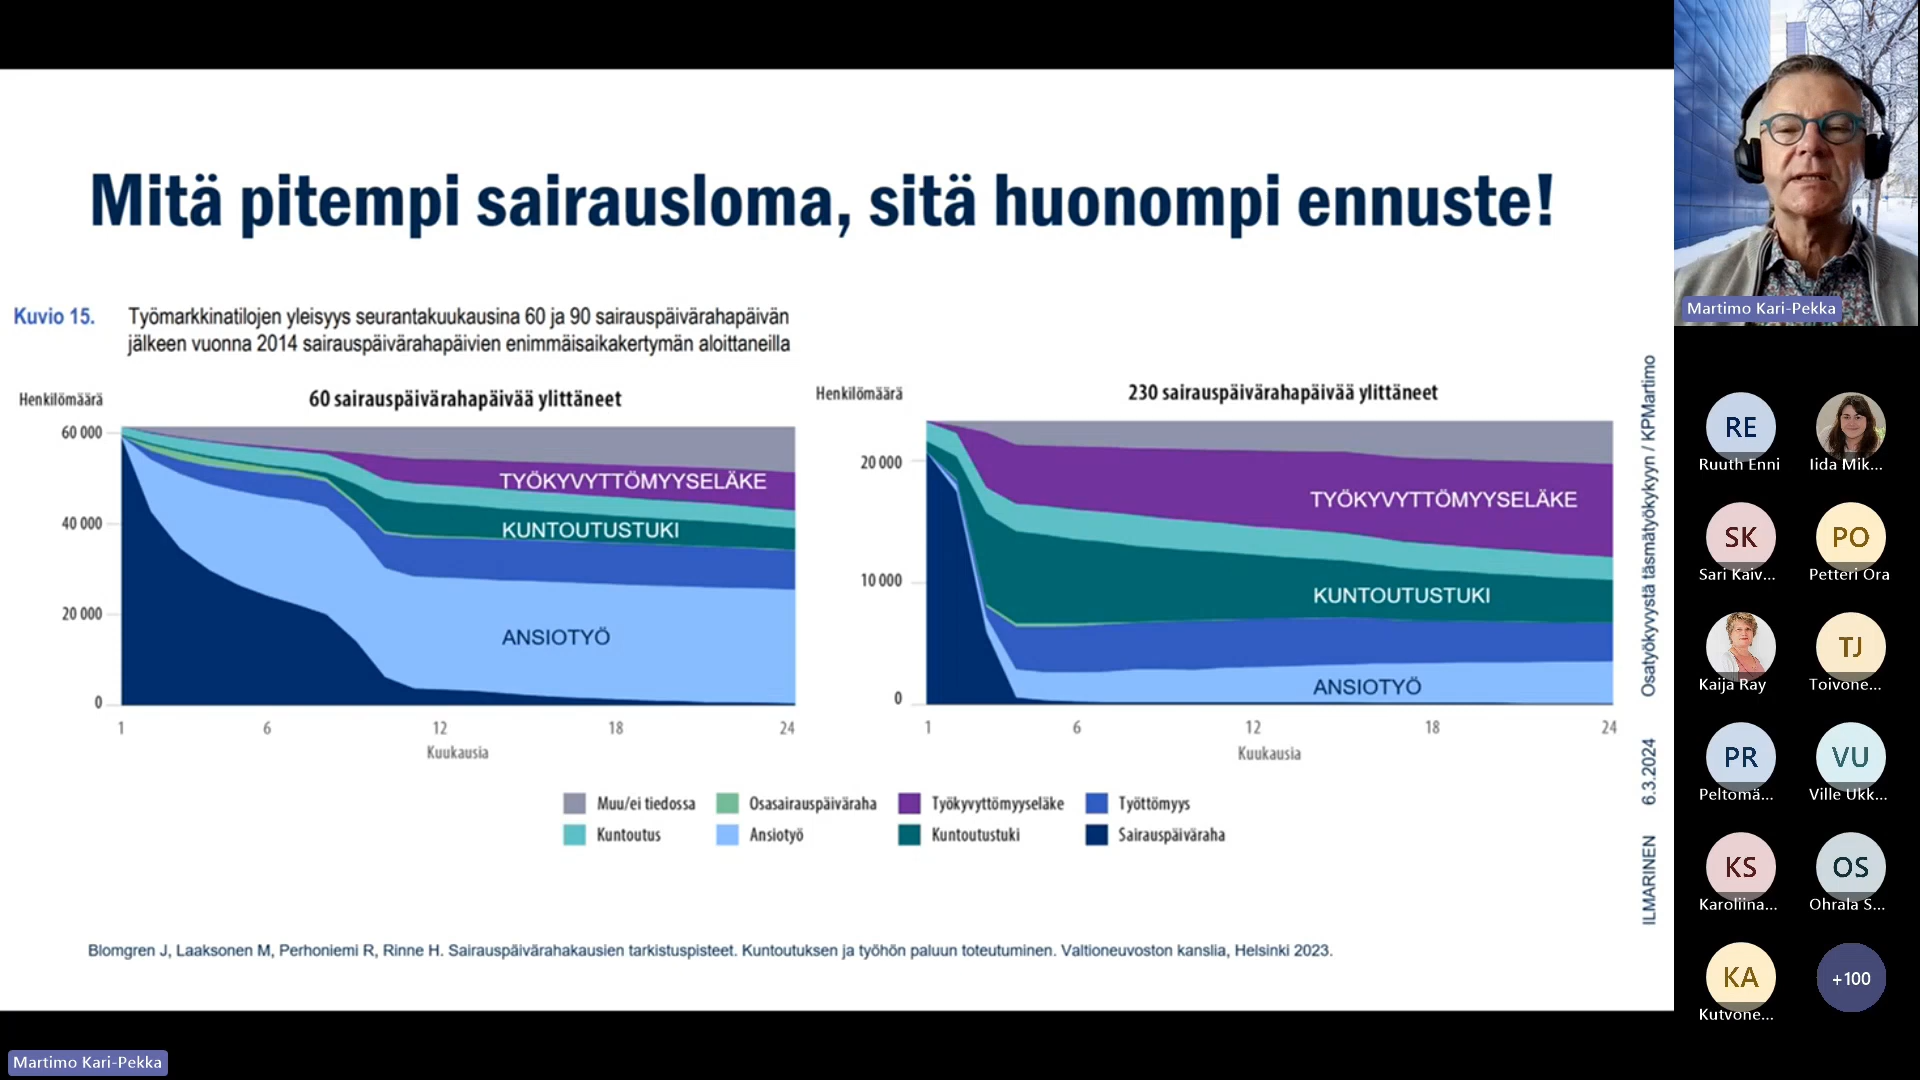 Mitä pitempi sairausloma, sitä huonompi ennuste!
Kuvio 15.
Työmarkkinatilojen yleisyys seurantakuukausina 60 ja 90 sairauspäivärahapäivän
jälkeen vuonna 2014 sairauspäivärahapäivien enimmäisaikakertymän aloittaneilla
Henkilömäärä
60 sairauspäivärahapäivää ylittäneet
60 000
40 000
20 000
0
TYÖKYVYTTÖMYYSELÄKE
KUNTOUTUSTUKI
ANSIOTYÖ
1 6 12 18 24
Kuukausia
Henkilömäärä
230 sairauspäivärahapäivää ylittäneet
20 000
10 000
0
TYÖKYVYTTÖMYYSELÄKE
KUNTOUTUSTUKI
ANSIOTYÖ
1 6 12 18 24
Kuukausia
Muu/ei tiedossa Osasairauspäiväraha Työkyvyttömyyseläke Työttömyys
Kuntoutus Ansiotyö Kuntoutustuki Sairauspäiväraha
Blomgren J, Laaksonen M, Perhoniemi R, Rinne H. Sairauspäivärahakausien tarkistuspisteet. Kuntoutuksen ja työhön paluun toteutuminen. Valtioneuvoston kanslia, Helsinki 2023.
ILMARINEN 6.3.2024 Osatyökyvystä täsmätyökykyyn / KPMartimo
Martimo Kari-Pekka
RE
Ruuth Enni
Iida Mik...
SK
Sari Kaiv...
PO
Petteri Ora
Kaija Ray
TJ
Toivone...
PR
Peltomä...
VU
Ville Ukk...
KS
Karoliina...
OS
Ohrala S...
KA
Kutvone...
+100
Martimo Kari-Pekka